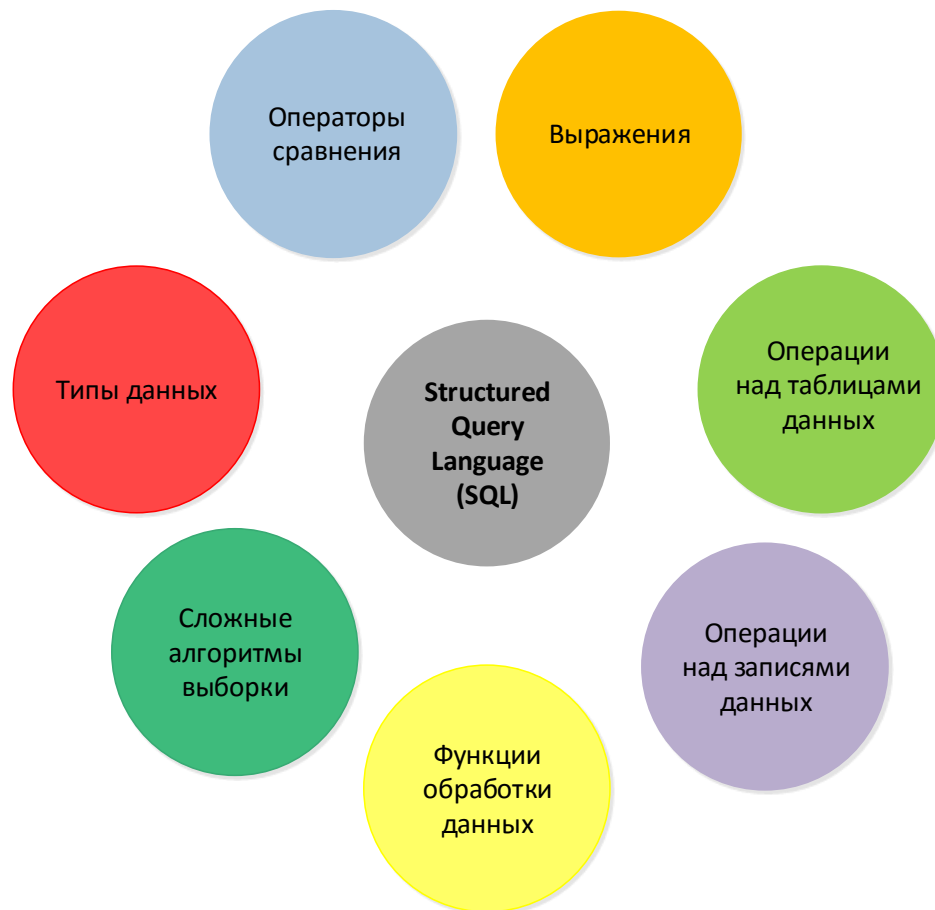 Операторы
сравнения
Выражения
Типы данных
Structured
Query
Language
(SQL)
Операции
над таблицами
данных
Сложные
алгоритмы
выборки
Операции
над записями
данных
Функции
обработки
данных